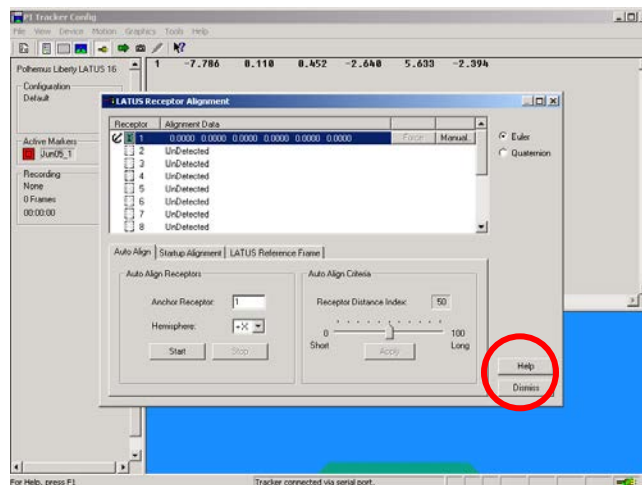 PI Tracker Config
File View Device Motion Graphics Tools Help
Polhemus Liberty LATUS 16
1 -7.786 0.110 0.452 -2.640 5.633 -2.394
Configuration
Default
Active Markers
Jun05_1
Recording
None
0 Frames
00:00:00
LATUS Receptor Alignment
Receptor Alignment Data
1 0.0000 0.0000 0.0000 0.0000 0.0000 0.0000 Force Manual..
2 UnDetected
3 UnDetected
4 UnDetected
5 UnDetected
6 UnDetected
7 UnDetected
8 UnDetected
Euler
Quaternion
Auto Align Startup Alignment LATUS Reference Frame
Auto Align Receptors
Anchor Receptor: 1
Hemisphere: +X
Start Stop
Auto Align Criteria
Receptor Distance Index: 50
0 100
Short Long
Apply
Help
Dismiss
For Help, press F1 Tracker connected via serial port.